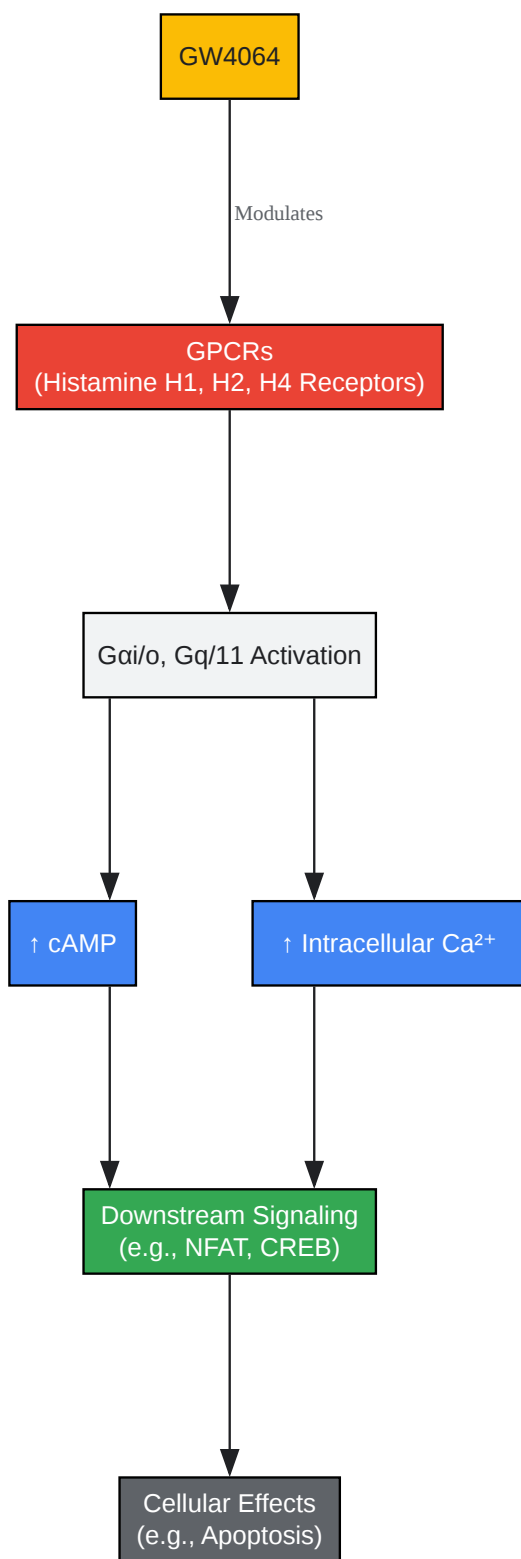 GW4064
Modulates
GPCRs
(Histamine H1, H2, H4 Receptors)
Gαi/o, Gq/11 Activation
↑ cAMP
↑ Intracellular Ca²⁺
Downstream Signaling
(e.g., NFAT, CREB)
Cellular Effects
(e.g., Apoptosis)